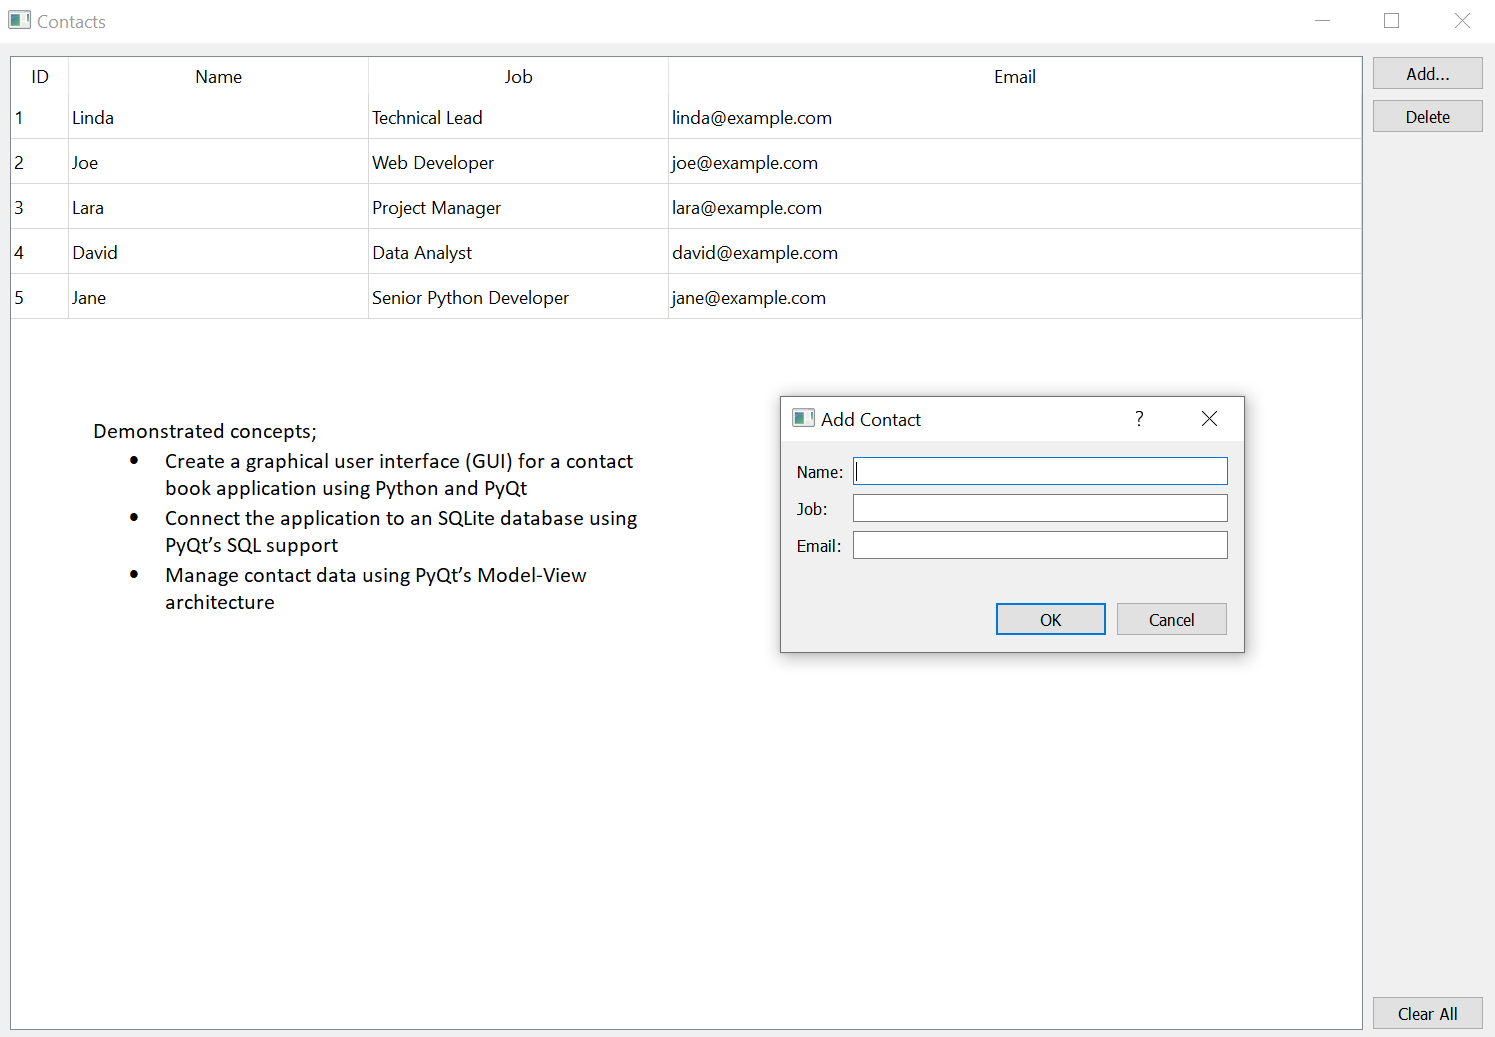 Contacts
ID Name Job Email
1 Linda Technical Lead linda@example.com
2 Joe Web Developer joe@example.com
3 Lara Project Manager lara@example.com
4 David Data Analyst david@example.com
5 Jane Senior Python Developer jane@example.com
Add...
Delete
Demonstrated concepts;
• Create a graphical user interface (GUI) for a contact
book application using Python and PyQt
• Connect the application to an SQLite database using
PyQt’s SQL support
• Manage contact data using PyQt’s Model-View
architecture
Add Contact ?
Name:
Job:
Email:
OK Cancel
Clear All